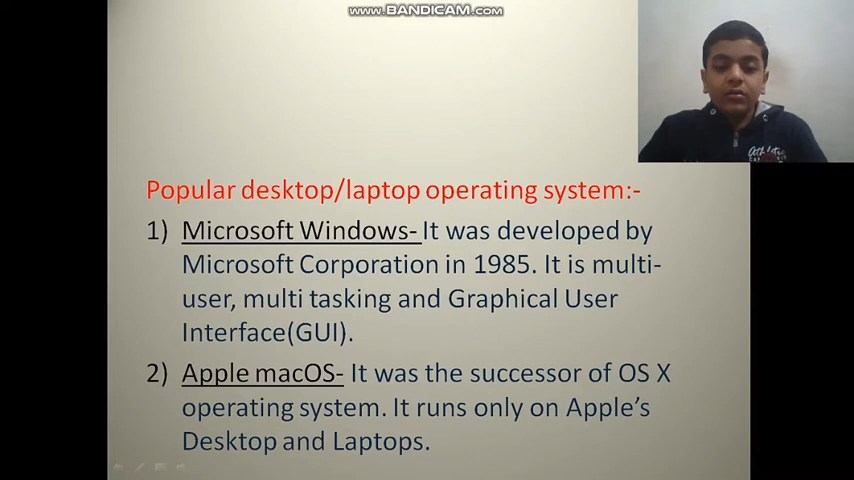 www.BANDICAM.com
Popular desktop/laptop operating system:-
1) Microsoft Windows- It was developed by
Microsoft Corporation in 1985. It is multi-
user, multi tasking and Graphical User
Interface(GUI).
2) Apple macOS- It was the successor of OS X
operating system. It runs only on Apple's
Desktop and Laptops.
Athletic